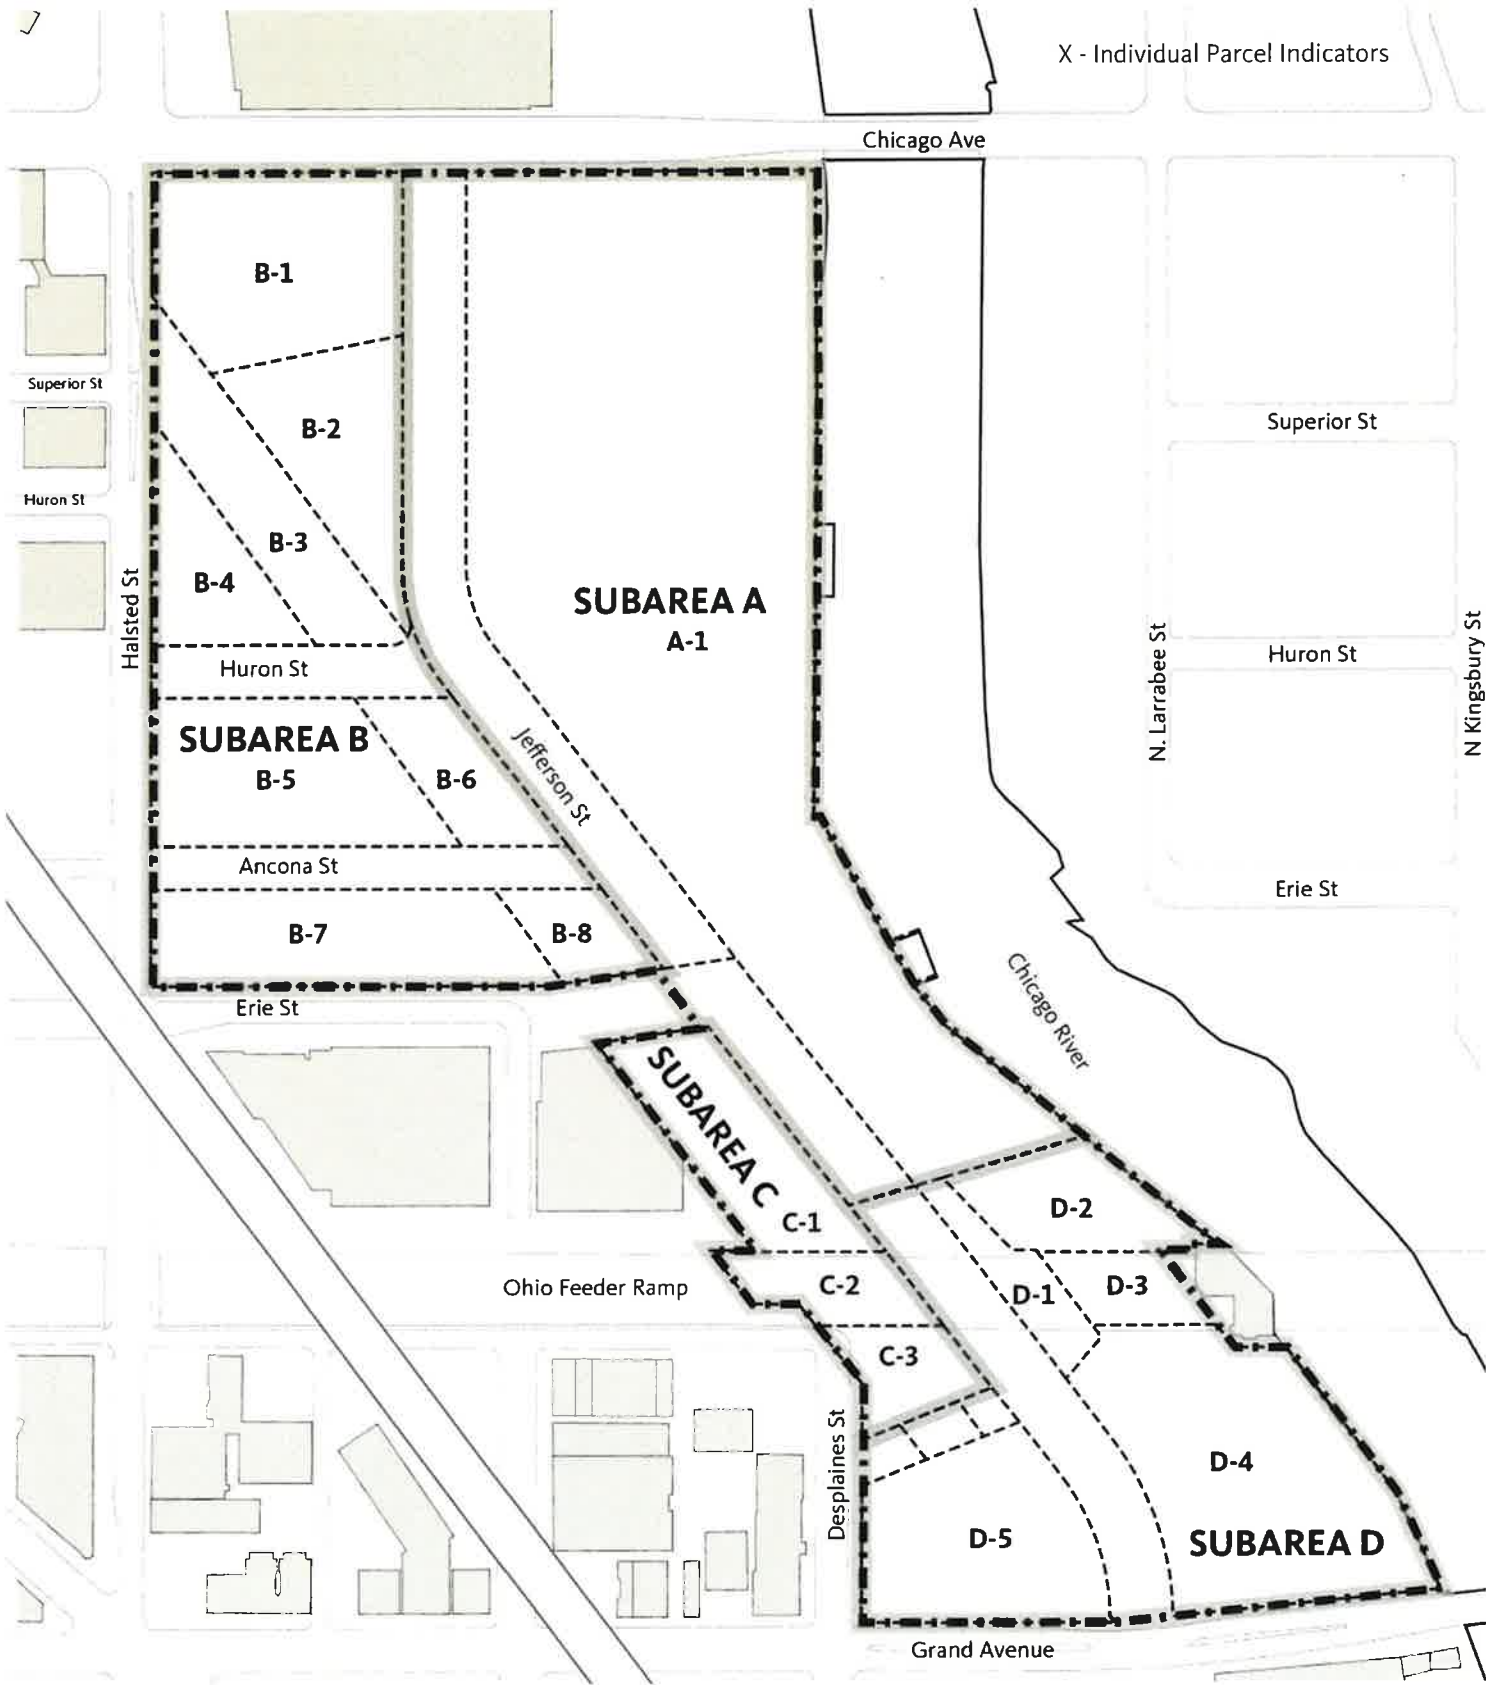 X - Individual Parcel Indicators
Chicago Ave
B-1
Superior St
Superior St
B-2
Huron St
B-3
B-4
Halsted St
SUBAREA A
A-1
Huron St
Huron St
N. Larrabee St
N Kingsbury St
SUBAREA B
B-5
B-6
Jefferson St
Ancona St
Erie St
B-7
B-8
Erie St
Chicago River
SUBAREA C
C-1
D-2
Ohio Feeder Ramp
C-2
D-1
D-3
C-3
Desplaines St
D-4
D-5
SUBAREA D
Grand Avenue